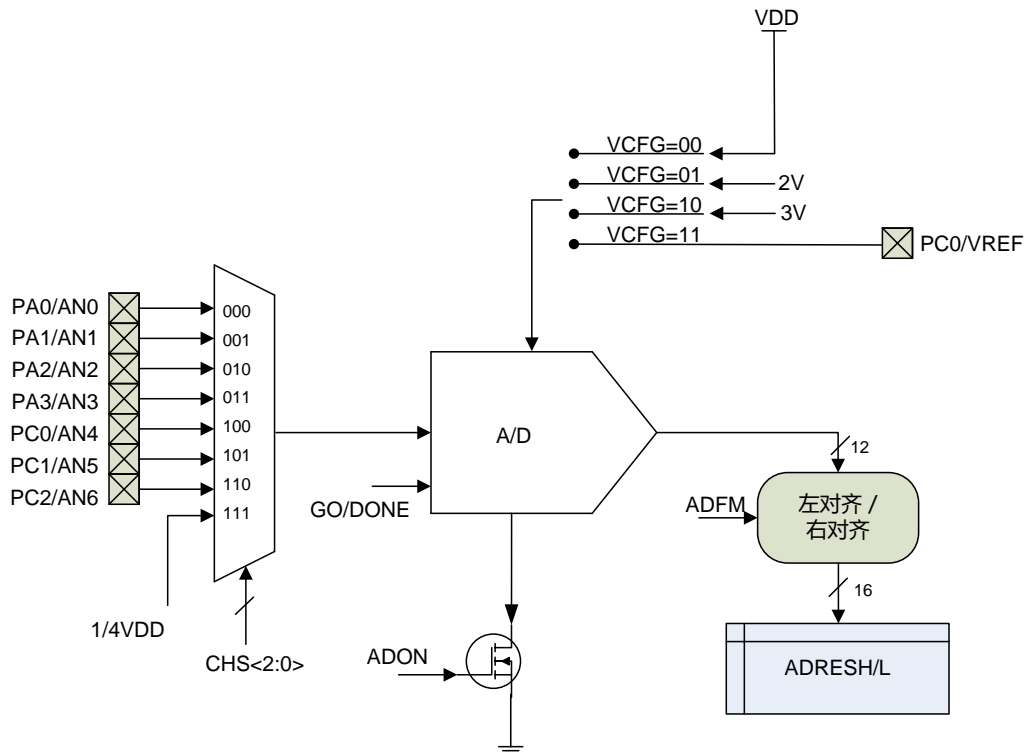 VDD
VCFG=00
VCFG=01
2V
VCFG=10
3V
VCFG=11
PC0/VREF
PA0/AN0
000
PA1/AN1
001
PA2/AN2
010
PA3/AN3
011
PC0/AN4
100
PC1/AN5
101
PC2/AN6
110
111
1/4VDD
CHS<2:0>
A/D
GO/DONE
ADON
12
ADFM
左对齐 /
右对齐
16
ADRESH/L